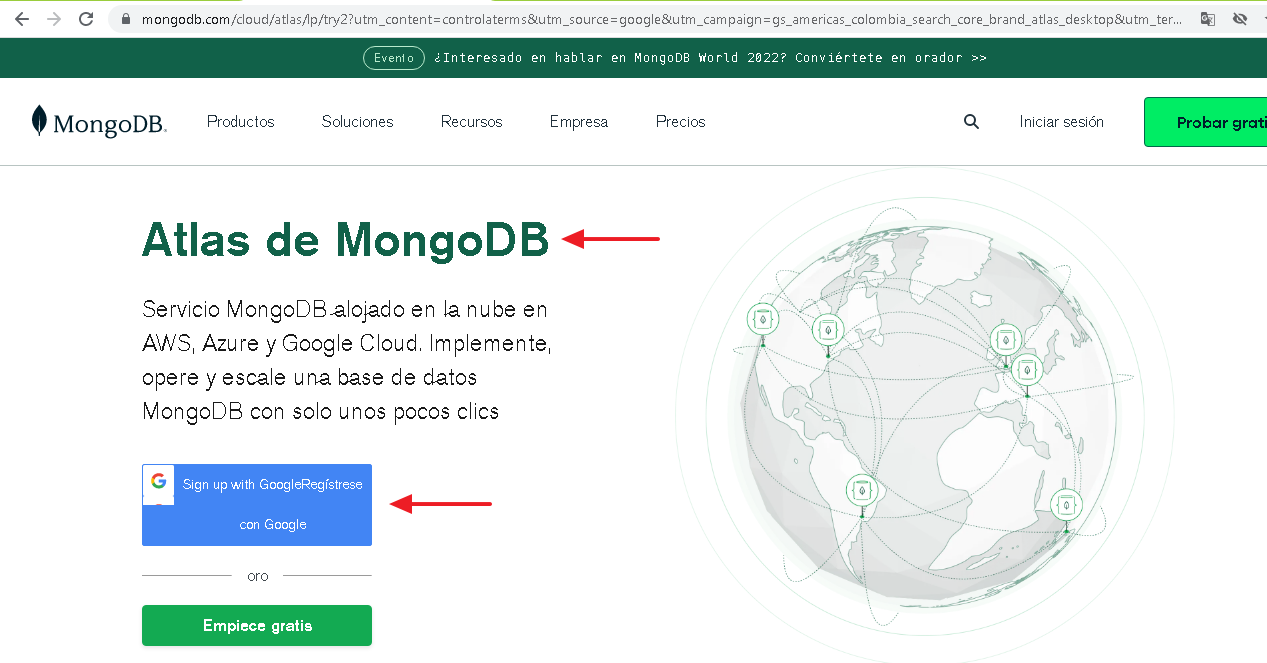 mongodb.com/cloud/atlas/lp/try2?utm_content=controlaterms&utm_source=google&utm_campaign=gs_americas_colombia_search_core_brand_atlas_desktop&utm_ter...
Evento ¿Interesado en hablar en MongoDB World 2022? Conviértete en orador >>
MongoDB. Productos Soluciones Recursos Empresa Precios Iniciar sesión Probar grati
Atlas de MongoDB
Servicio MongoDB alojado en la nube en
AWS, Azure y Google Cloud. Implemente,
opere y escale una base de datos
MongoDB con solo unos pocos clics
Sign up with GoogleRegístrese
con Google
oro
Empiece gratis